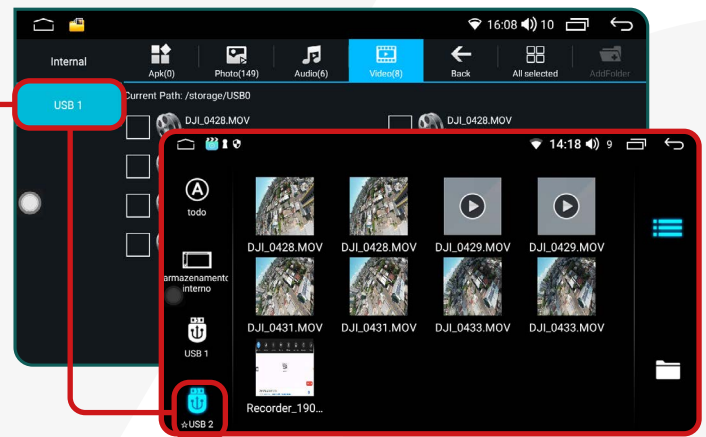 16:08 10
Internal
Apk(0) Photo(149) Audio(6) Video(8) Back All selected AddFolder
USB 1
Current Path: /storage/USB0
DJI_0428.MOV DJI_0428.MOV
14:18 9
A
todo
armazenamento
interno
USB 1
☆USB 2
DJI_0428.MOV DJI_0428.MOV DJI_0429.MOV DJI_0429.MOV
DJI_0431.MOV DJI_0431.MOV DJI_0433.MOV DJI_0433.MOV
Recorder_190...